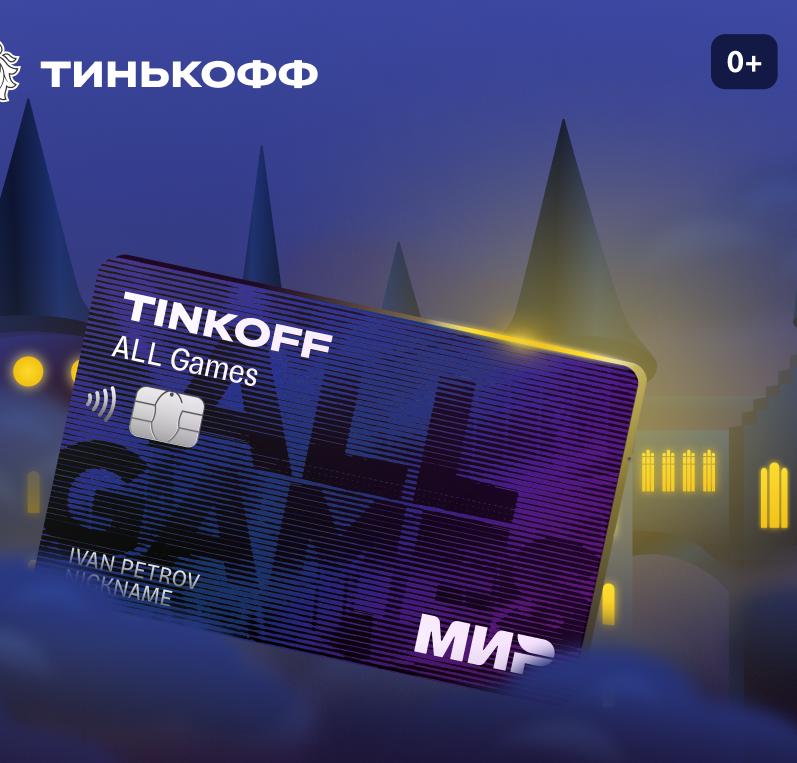 ТИНЬКОФФ
0+
TINKOFF
ALL Games
ALL
GAMES
IVAN PETROV
NICKNAME
МИР